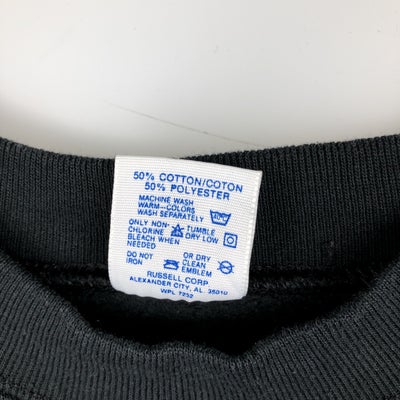 50% COTTON/COTON
50% POLYESTER
MACHINE WASH
WARM–COLORS
WASH SEPARATELY
ONLY NON- TUMBLE
CHLORINE DRY LOW
BLEACH WHEN
NEEDED OR DRY
DO NOT CLEAN
IRON EMBLEM
RUSSELL CORP.
ALEXANDER CITY, AL. 35010
WPL 7232